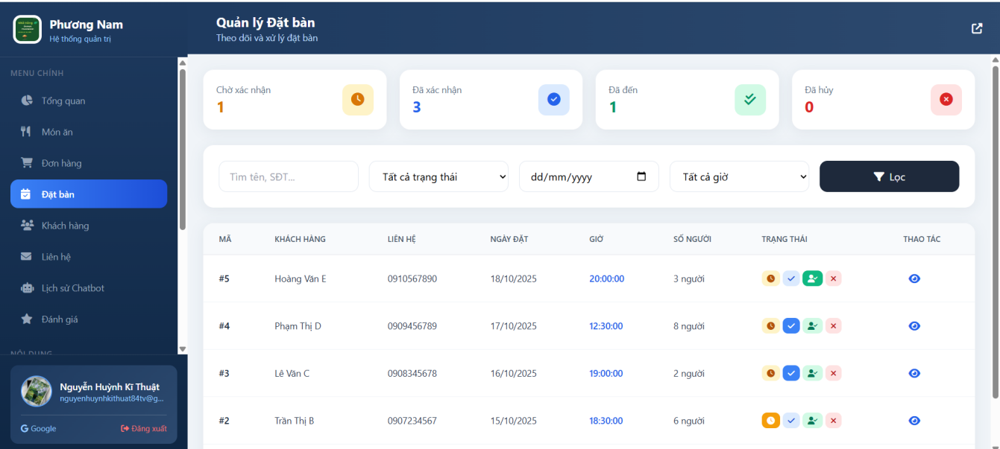 Phương Nam
Hệ thống quản trị
Quản lý Đặt bàn
Theo dõi và xử lý đặt bàn
MENU CHÍNH
Tổng quan
Món ăn
Đơn hàng
Đặt bàn
Khách hàng
Liên hệ
Lịch sử Chatbot
Đánh giá
NỘI DUNG
Nguyễn Huỳnh Kĩ Thuật
nguyenhuynhkithuat84tv@g...
Google Đăng xuất
Chờ xác nhận
1
Đã xác nhận
3
Đã đến
1
Đã hủy
0
Tìm tên, SĐT... Tất cả trạng thái dd/mm/yyyy Tất cả giờ Lọc
MÃ KHÁCH HÀNG LIÊN HỆ NGÀY ĐẶT GIỜ SỐ NGƯỜI TRẠNG THÁI THAO TÁC
#5 Hoàng Văn E 0910567890 18/10/2025 20:00:00 3 người
#4 Phạm Thị D 0909456789 17/10/2025 12:30:00 8 người
#3 Lê Văn C 0908345678 16/10/2025 19:00:00 2 người
#2 Trần Thị B 0907234567 15/10/2025 18:30:00 6 người